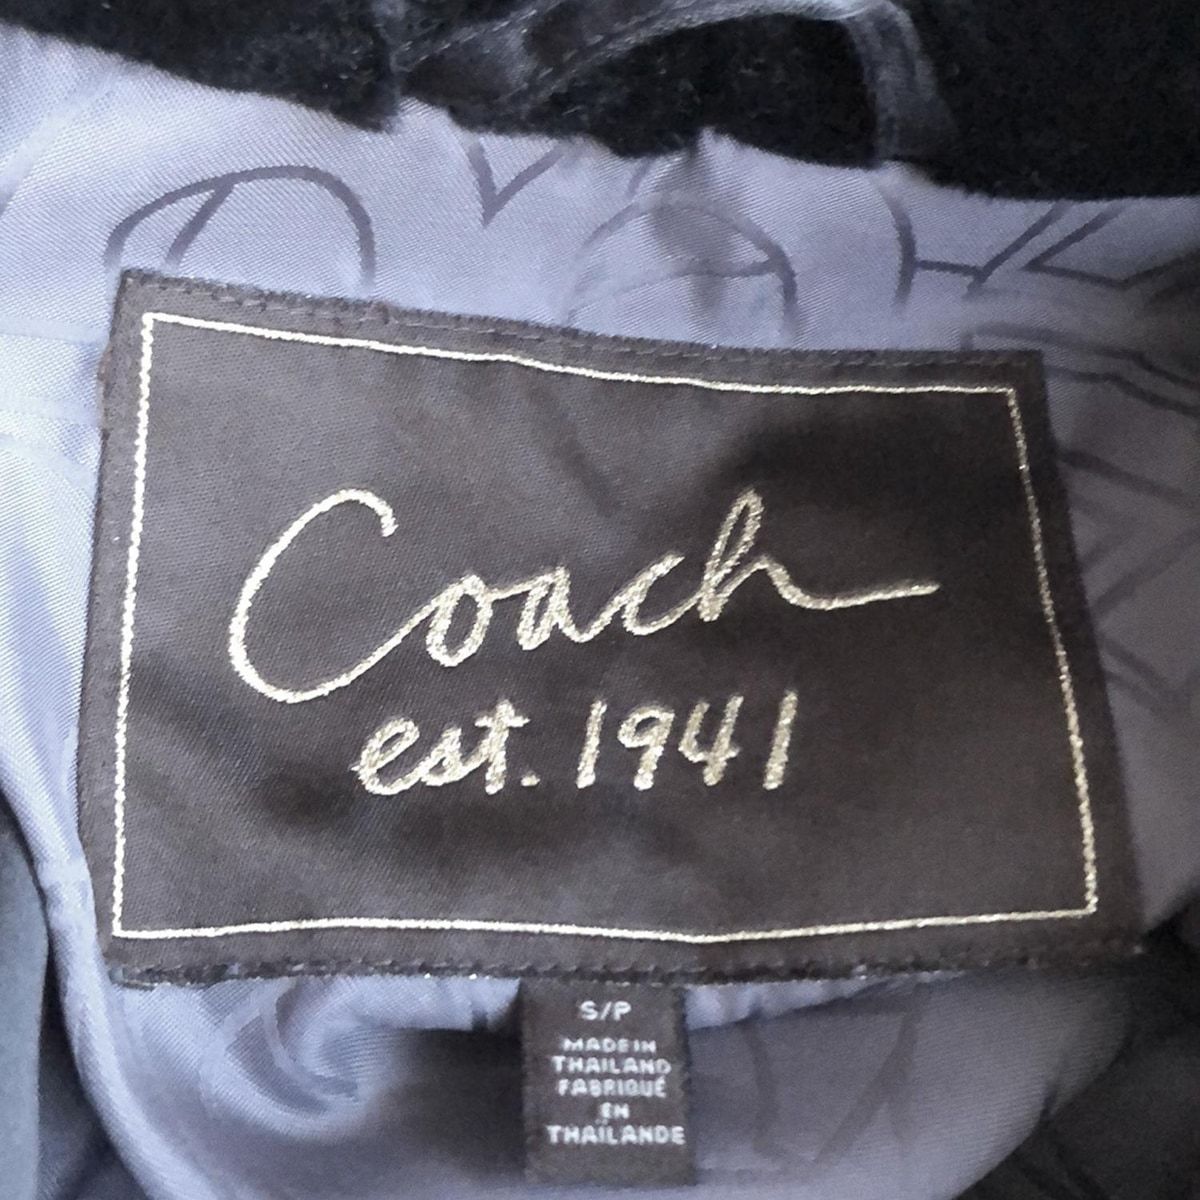 Coach
est. 1941
S/P
MADE IN
THAILAND
FABRIQUÉ
EN
THAÏLANDE